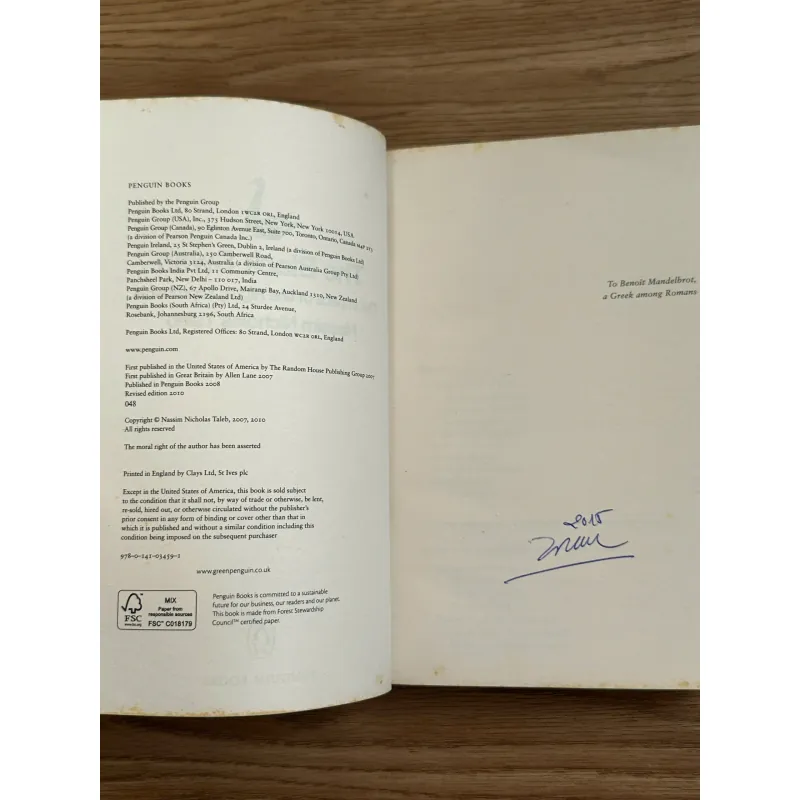 PENGUIN BOOKS
Published by the Penguin Group
Penguin Books Ltd, 80 Strand, London WC2R 0RL, England
Penguin Group (USA), Inc., 375 Hudson Street, New York, New York 10014, USA
Penguin Group (Canada), 90 Eglinton Avenue East, Suite 700, Toronto, Ontario, Canada M4P 2Y3
(a division of Pearson Penguin Canada Inc.)
Penguin Ireland, 25 St Stephen's Green, Dublin 2, Ireland (a division of Penguin Books Ltd)
Penguin Group (Australia), 250 Camberwell Road,
Camberwell, Victoria 3124, Australia (a division of Pearson Australia Group Pty Ltd)
Penguin Books India Pvt Ltd, 11 Community Centre,
Panchsheel Park, New Delhi – 110 017, India
Penguin Group (NZ), 67 Apollo Drive, Mairangi Bay, Auckland 1310, New Zealand
(a division of Pearson New Zealand Ltd)
Penguin Books (South Africa) (Pty) Ltd, 24 Sturdee Avenue,
Rosebank, Johannesburg 2196, South Africa
Penguin Books Ltd, Registered Offices: 80 Strand, London WC2R 0RL, England
www.penguin.com
First published in the United States of America by The Random House Publishing Group 2007
First published in Great Britain by Allen Lane 2007
Published in Penguin Books 2008
Revised edition 2010
048
Copyright © Nassim Nicholas Taleb, 2007, 2010
All rights reserved
The moral right of the author has been asserted
Printed in England by Clays Ltd, St Ives plc
Except in the United States of America, this book is sold subject
to the condition that it shall not, by way of trade or otherwise, be lent,
re-sold, hired out, or otherwise circulated without the publisher's
prior consent in any form of binding or cover other than that in
which it is published and without a similar condition including this
condition being imposed on the subsequent purchaser
978-0-141-03459-1
www.greenpenguin.co.uk
FSC
www.fsc.org
MIX
Paper from
responsible sources
FSC® C018179
Penguin Books is committed to a sustainable
future for our business, our readers and our planet.
This book is made from Forest Stewardship
Council™ certified paper.
To Benoît Mandelbrot,
a Greek among Romans
2015